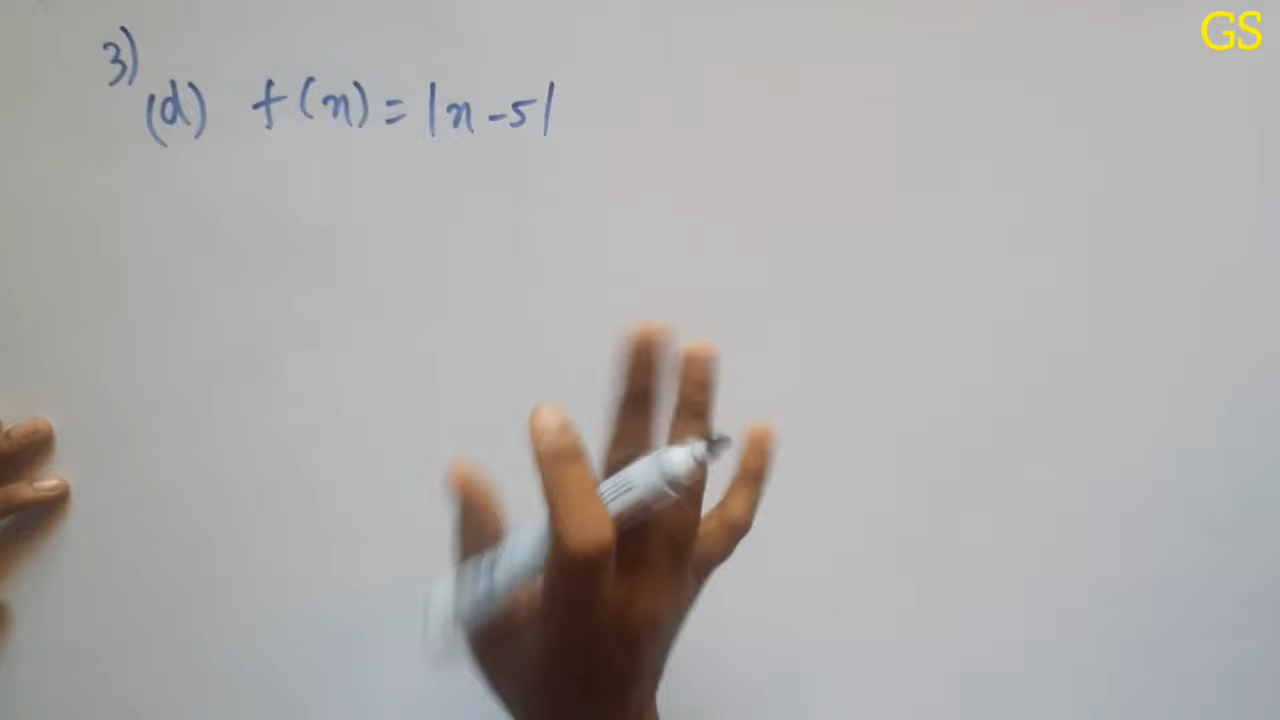 GS
3)
(d) f(x) = |x-5|